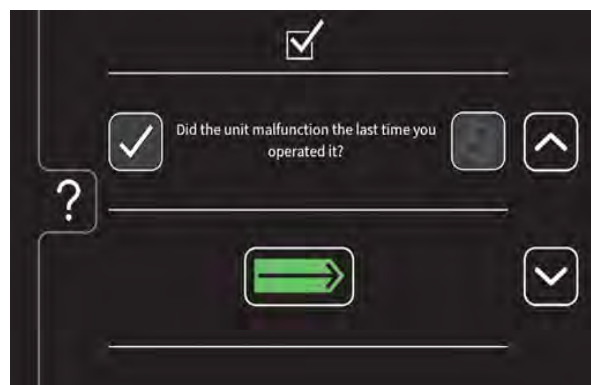 ?
Did the unit malfunction the last time you
operated it?